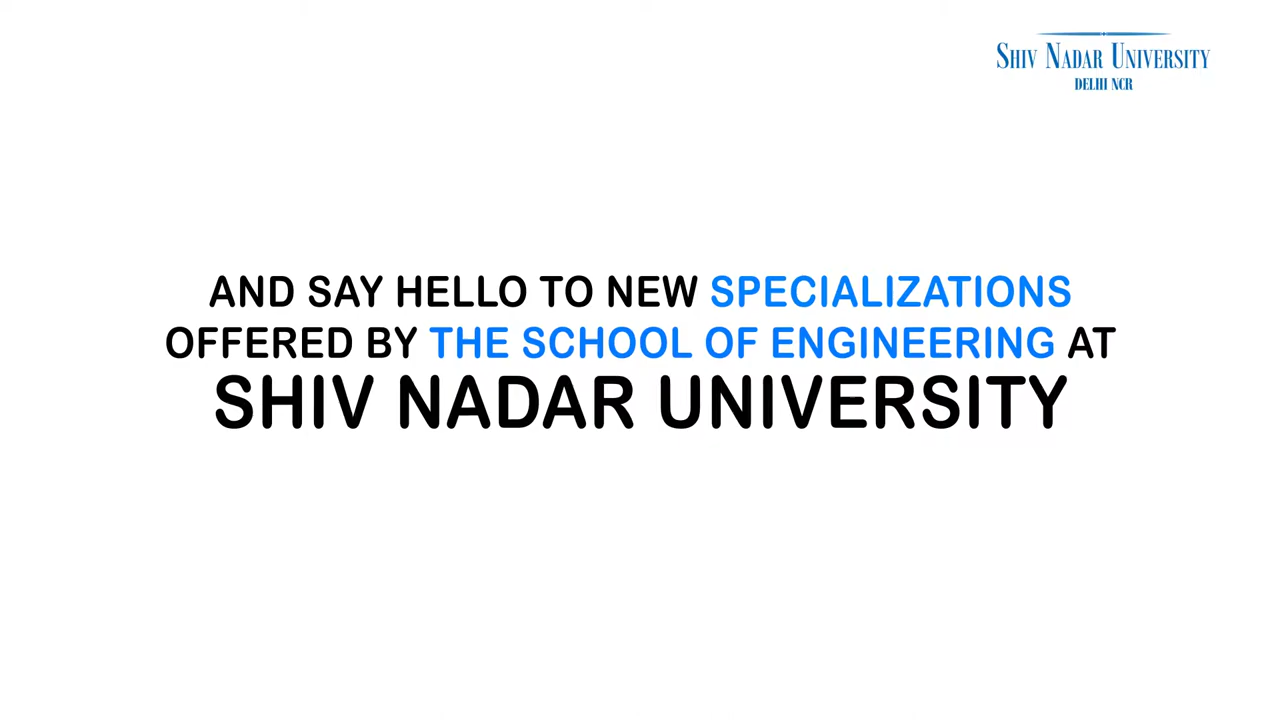 SHIV NADAR UNIVERSITY
DELHI NCR
AND SAY HELLO TO NEW SPECIALIZATIONS
OFFERED BY THE SCHOOL OF ENGINEERING AT
SHIV NADAR UNIVERSITY